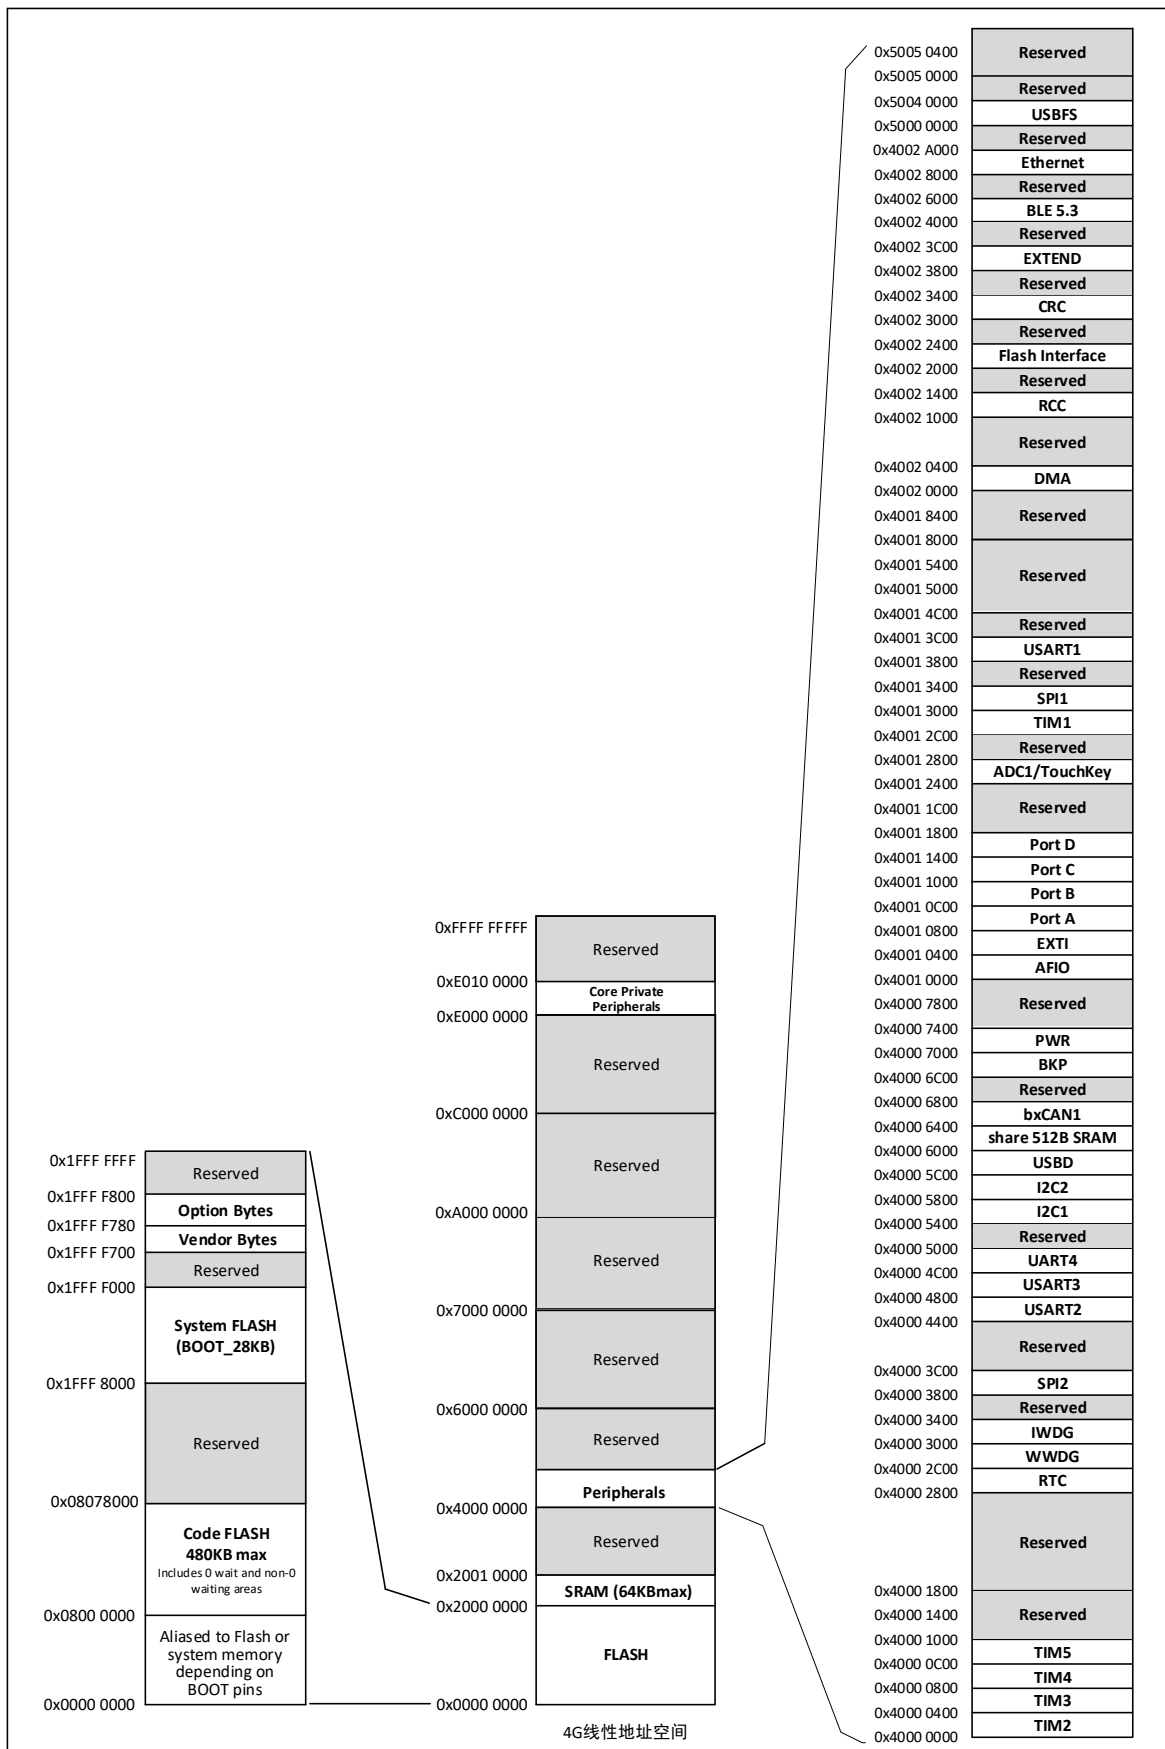 0x1FFF FFFF
Reserved
0x1FFF F800
Option Bytes
0x1FFF F780
Vendor Bytes
0x1FFF F700
Reserved
0x1FFF F000
System FLASH
(BOOT_28KB)
0x1FFF 8000
Reserved
0x08078000
Code FLASH
480KB max
Includes 0 wait and non-0
waiting areas
0x0800 0000
Aliased to Flash or
system memory
depending on
BOOT pins
0x0000 0000
0xFFFF FFFFF
Reserved
0xE010 0000
Core Private
Peripherals
0xE000 0000
Reserved
0xC000 0000
Reserved
0xA000 0000
Reserved
0x7000 0000
Reserved
0x6000 0000
Reserved
Peripherals
0x4000 0000
Reserved
0x2001 0000
SRAM (64KBmax)
0x2000 0000
FLASH
0x0000 0000
4G线性地址空间
Reserved
0x5005 0400
0x5005 0000
Reserved
0x5004 0000
USBFS
0x5000 0000
Reserved
0x4002 A000
Ethernet
0x4002 8000
Reserved
0x4002 6000
BLE 5.3
0x4002 4000
Reserved
0x4002 3C00
EXTEND
0x4002 3800
Reserved
0x4002 3400
CRC
0x4002 3000
Reserved
0x4002 2400
Flash Interface
0x4002 2000
Reserved
0x4002 1400
RCC
0x4002 1000
Reserved
0x4002 0400
DMA
0x4002 0000
Reserved
0x4001 8400
0x4001 8000
0x4001 5400
Reserved
0x4001 5000
0x4001 4C00
Reserved
0x4001 3C00
USART1
0x4001 3800
Reserved
0x4001 3400
SPI1
0x4001 3000
TIM1
0x4001 2C00
Reserved
0x4001 2800
ADC1/TouchKey
0x4001 2400
Reserved
0x4001 1C00
0x4001 1800
Port D
0x4001 1400
Port C
0x4001 1000
Port B
0x4001 0C00
Port A
0x4001 0800
EXTI
0x4001 0400
AFIO
0x4001 0000
Reserved
0x4000 7800
0x4000 7400
PWR
0x4000 7000
BKP
0x4000 6C00
Reserved
0x4000 6800
bxCAN1
0x4000 6400
share 512B SRAM
0x4000 6000
USBD
0x4000 5C00
I2C2
0x4000 5800
I2C1
0x4000 5400
Reserved
0x4000 5000
UART4
0x4000 4C00
USART3
0x4000 4800
USART2
0x4000 4400
Reserved
0x4000 3C00
SPI2
0x4000 3800
Reserved
0x4000 3400
IWDG
0x4000 3000
WWDG
0x4000 2C00
RTC
0x4000 2800
Reserved
0x4000 1800
Reserved
0x4000 1400
0x4000 1000
TIM5
0x4000 0C00
TIM4
0x4000 0800
TIM3
0x4000 0400
TIM2
0x4000 0000